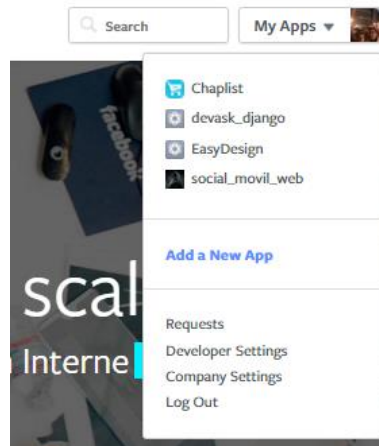 Search
My Apps
Chaplist
devask_django
EasyDesign
social_movil_web
Add a New App
Requests
Developer Settings
Company Settings
Log Out
facebook
scal
Interne